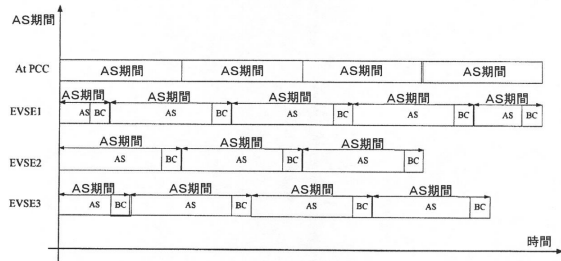 AS期間
At PCC AS期間 AS期間 AS期間 AS期間
AS期間 AS期間 AS期間 AS期間 AS期間
EVSE1 AS BC AS BC AS BC AS BC AS BC
AS期間 AS期間 AS期間
EVSE2 AS BC AS BC AS BC
AS期間 AS期間 AS期間 AS期間
EVSE3 AS BC AS BC AS BC AS BC
時間